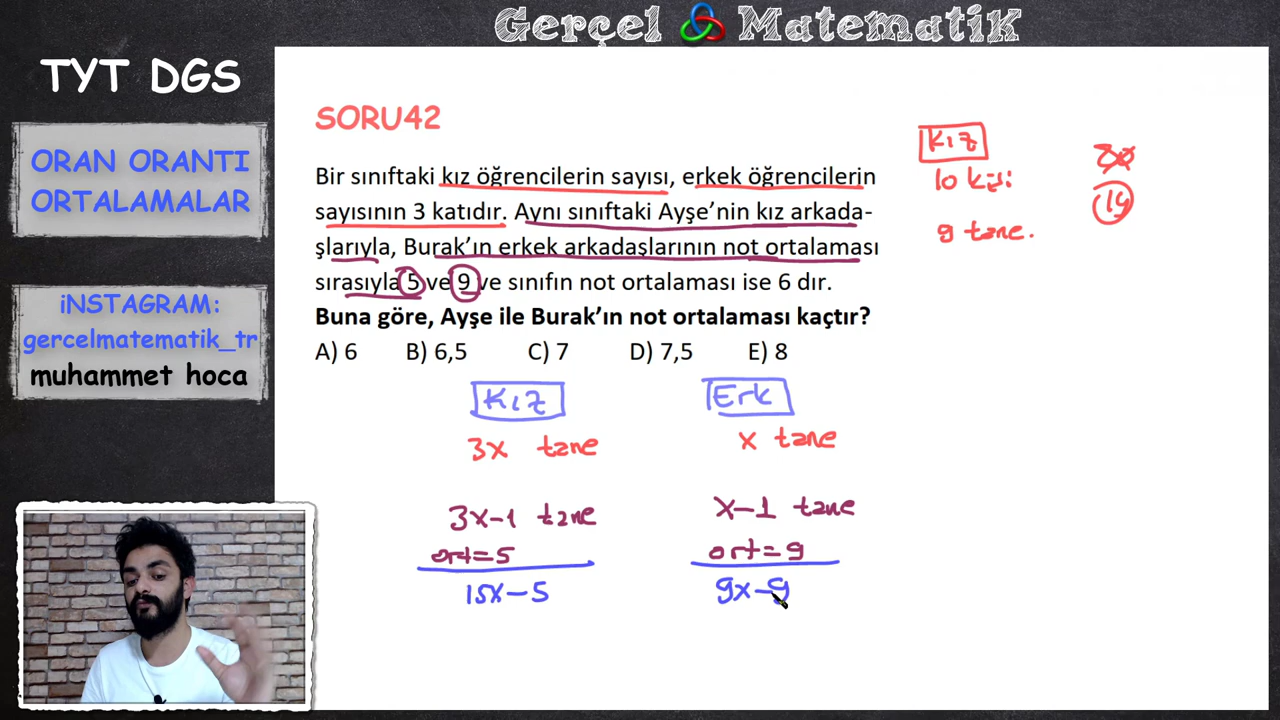 Gerçel Matematik
TYT DGS
ORAN ORANTI
ORTALAMALAR
iNSTAGRAM:
gercelmatematik_tr
muhammet hoca
SORU42
Bir sınıftaki kız öğrencilerin sayısı, erkek öğrencilerin
sayısının 3 katıdır. Aynı sınıftaki Ayşe’nin kız arkada-
şlarıyla, Burak’ın erkek arkadaşlarının not ortalaması
sırasıyla 5 ve 9 ve sınıfın not ortalaması ise 6 dır.
Buna göre, Ayşe ile Burak’ın not ortalaması kaçtır?
A) 6 B) 6,5 C) 7 D) 7,5 E) 8
Kız
10 kişi
9 tane.
Kız Erk
3x tane x tane
3x-1 tane x-1 tane
ort=5 ort=9
15x-5 9x-9